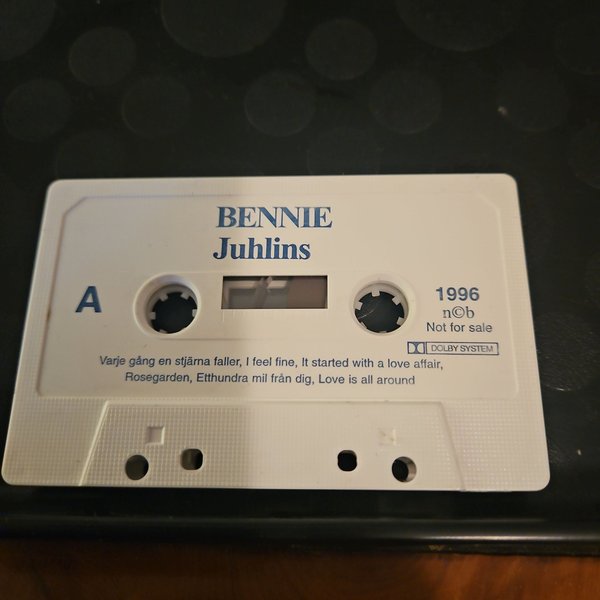 BENNIE
Juhlins
A
1996
n©b
Not for sale
DOLBY SYSTEM
Varje gång en stjärna faller, I feel fine, It started with a love affair,
Rosegarden, Etthundra mil från dig, Love is all around